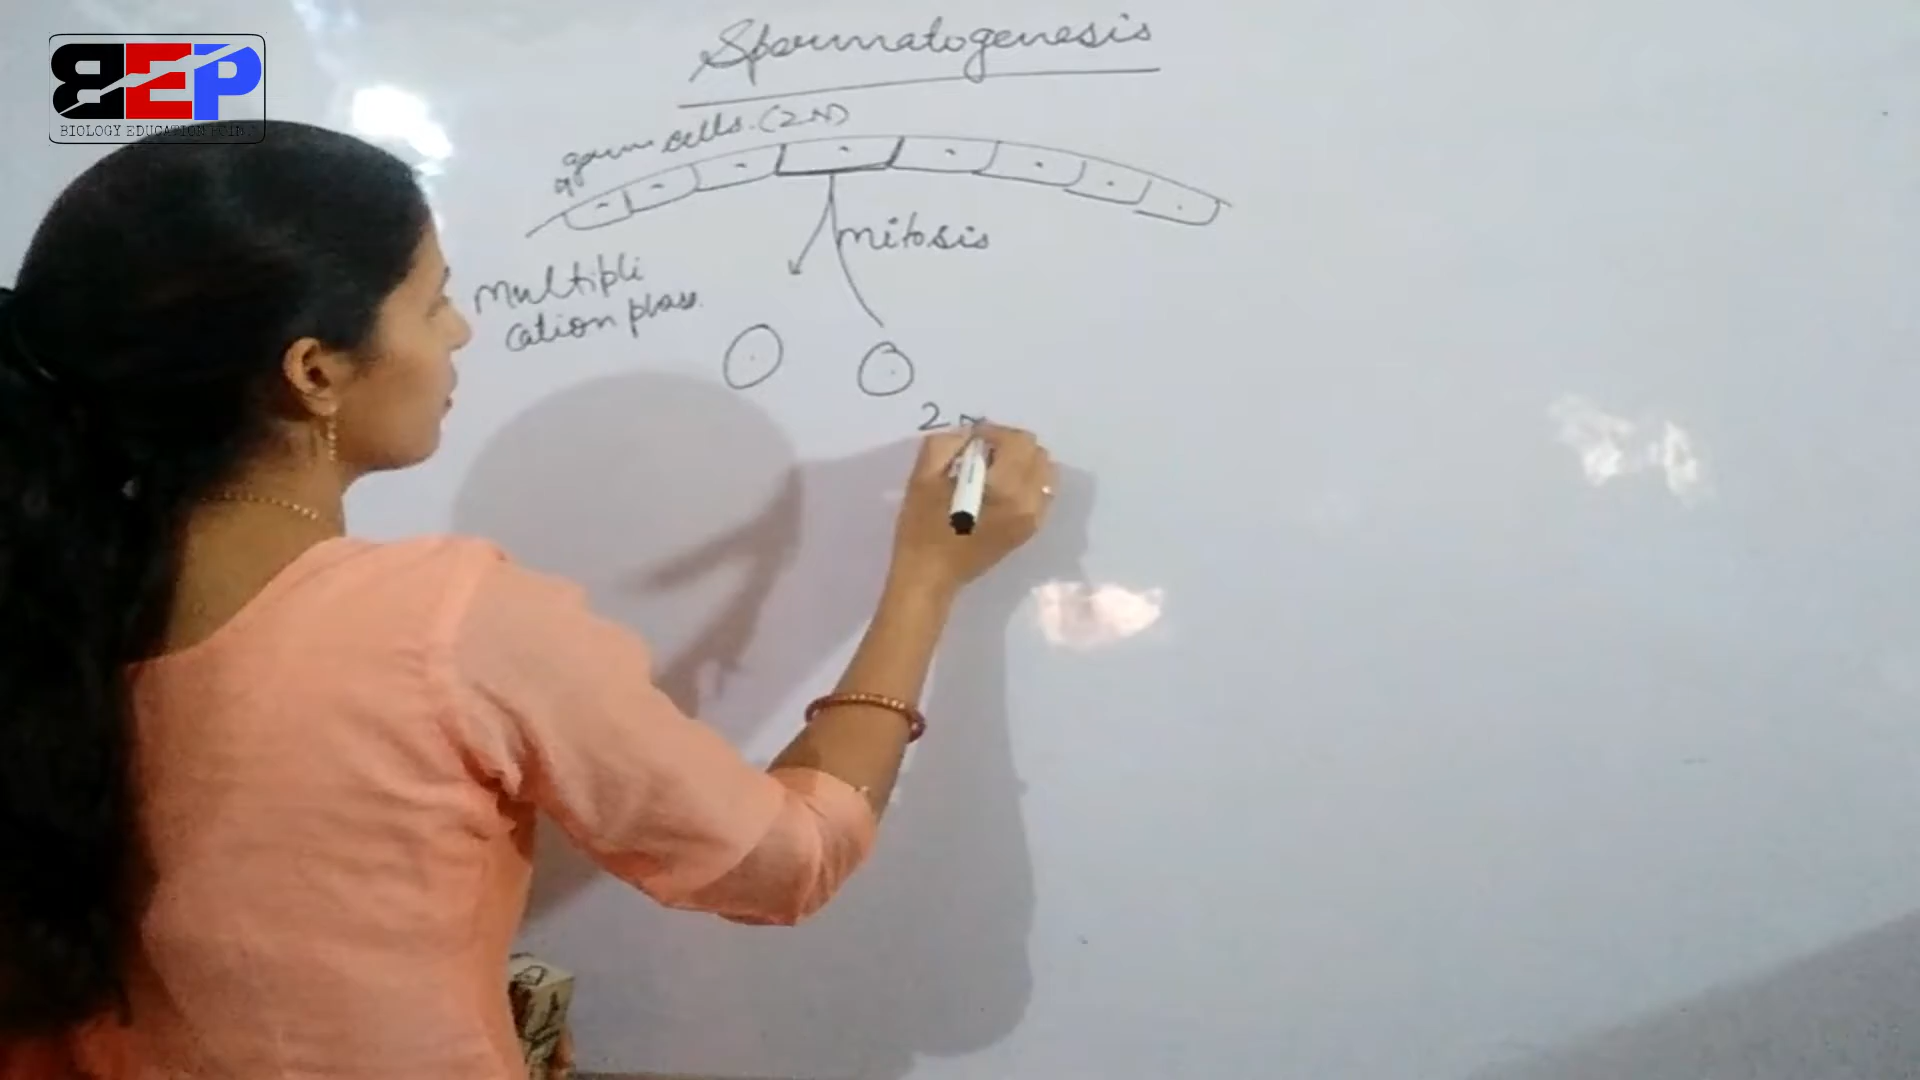 BEP
BIOLOGY EDUCATION POINT
Spermatogenesis
germ cells. (2N)
mitosis
Multipli
cation phase.
2N